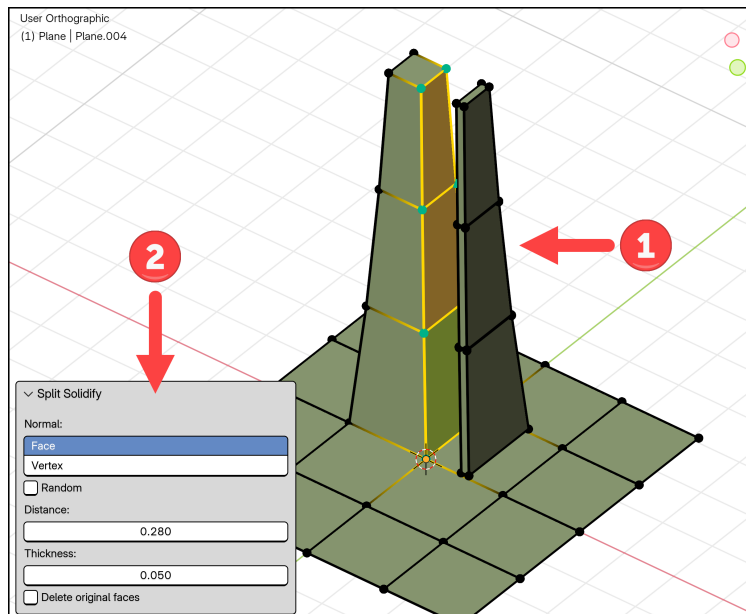 User Orthographic
(1) Plane | Plane.004
1
2
Split Solidify
Normal:
Face
Vertex
Random
Distance:
0.280
Thickness:
0.050
Delete original faces